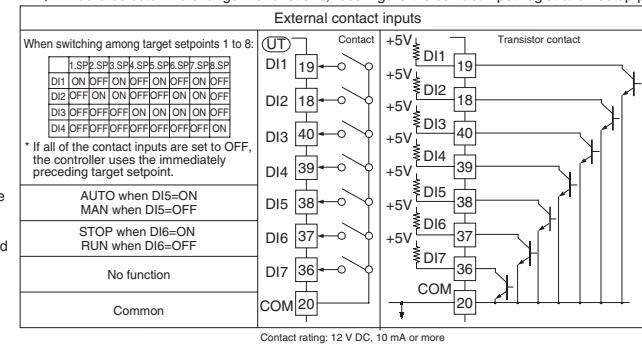 External contact inputs
When switching among target setpoints 1 to 8:
1.SP 2.SP 3.SP 4.SP 5.SP 6.SP 7.SP 8.SP
DI1 ON OFF ON OFF ON OFF ON OFF
DI2 OFF ON ON OFF OFF ON ON OFF
DI3 OFF OFF OFF ON ON ON ON OFF
DI4 OFF OFF OFF OFF OFF OFF OFF ON
* If all of the contact inputs are set to OFF,
the controller uses the immediately
preceding target setpoint.
AUTO when DI5=ON
MAN when DI5=OFF
STOP when DI6=ON
RUN when DI6=OFF
No function
Common
UT
Contact
DI1 19
DI2 18
DI3 40
DI4 39
DI5 38
DI6 37
DI7 36
COM 20
Transistor contact
+5V DI1 19
+5V DI2 18
+5V DI3 40
+5V DI4 39
+5V DI5 38
+5V DI6 37
+5V DI7 36
COM 20
Contact rating: 12 V DC, 10 mA or more